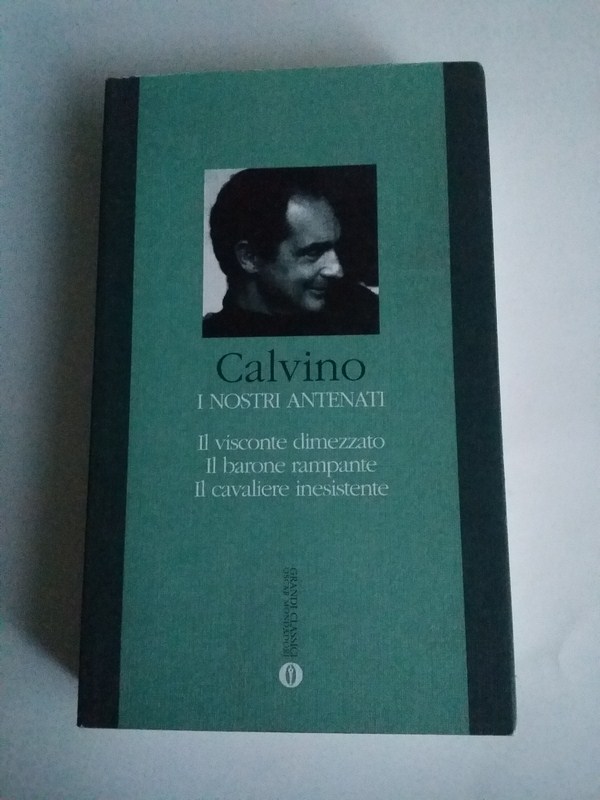 Calvino
I NOSTRI ANTENATI
Il visconte dimezzato
Il barone rampante
Il cavaliere inesistente
GRANDI CLASSICI
OSCAR MONDADORI